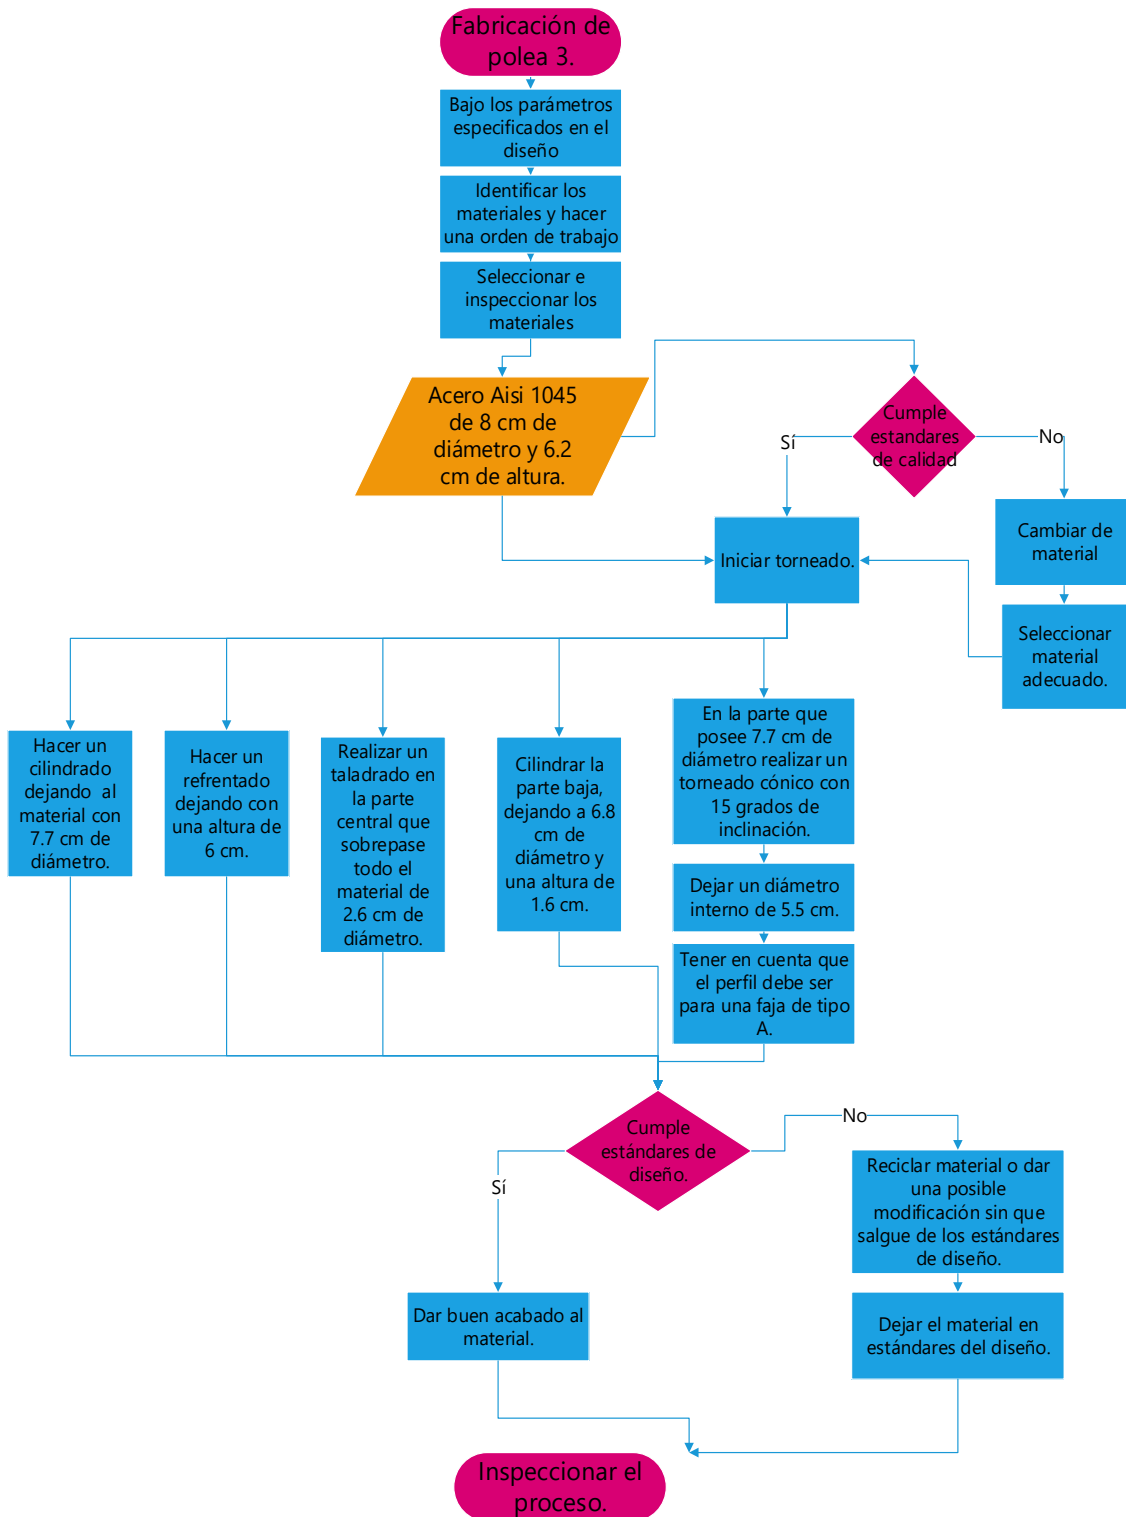 Fabricación de
polea 3.
Bajo los parámetros
especificados en el
diseño
Identificar los
materiales y hacer
una orden de trabajo
Seleccionar e
inspeccionar los
materiales
Acero Aisi 1045
de 8 cm de
diámetro y 6.2
cm de altura.
Cumple
estandares
de calidad
Sí
No
Cambiar de
material
Iniciar torneado.
Seleccionar
material
adecuado.
Hacer un
cilindrado
dejando al
material con
7.7 cm de
diámetro.
Hacer un
refrentado
dejando con
una altura de
6 cm.
Realizar un
taladrado en
la parte
central que
sobrepase
todo el
material de
2.6 cm de
diámetro.
Cilindrar la
parte baja,
dejando a 6.8
cm de
diámetro y
una altura de
1.6 cm.
En la parte que
posee 7.7 cm de
diámetro realizar un
torneado cónico con
15 grados de
inclinación.
Dejar un diámetro
interno de 5.5 cm.
Tener en cuenta que
el perfil debe ser
para una faja de tipo
A.
Cumple
estándares de
diseño.
Sí
No
Reciclar material o dar
una posible
modificación sin que
salgue de los estándares
de diseño.
Dar buen acabado al
material.
Dejar el material en
estándares del diseño.
Inspeccionar el
proceso.